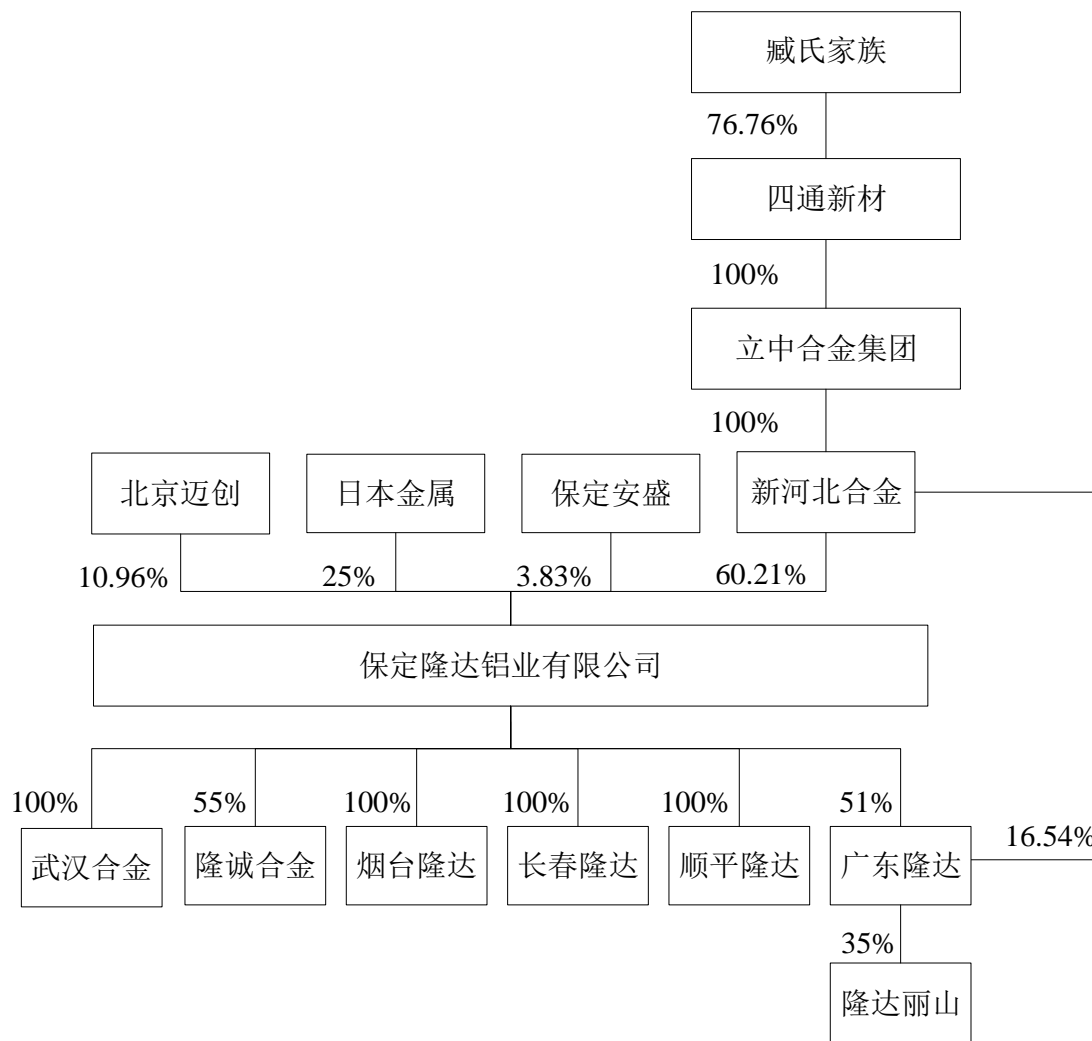 臧氏家族
76.76%
四通新材
100%
立中合金集团
100%
北京迈创
日本金属
保定安盛
新河北合金
10.96%
25%
3.83%
60.21%
保定隆达铝业有限公司
100%
55%
100%
100%
100%
51%
16.54%
武汉合金
隆诚合金
烟台隆达
长春隆达
顺平隆达
广东隆达
35%
隆达丽山